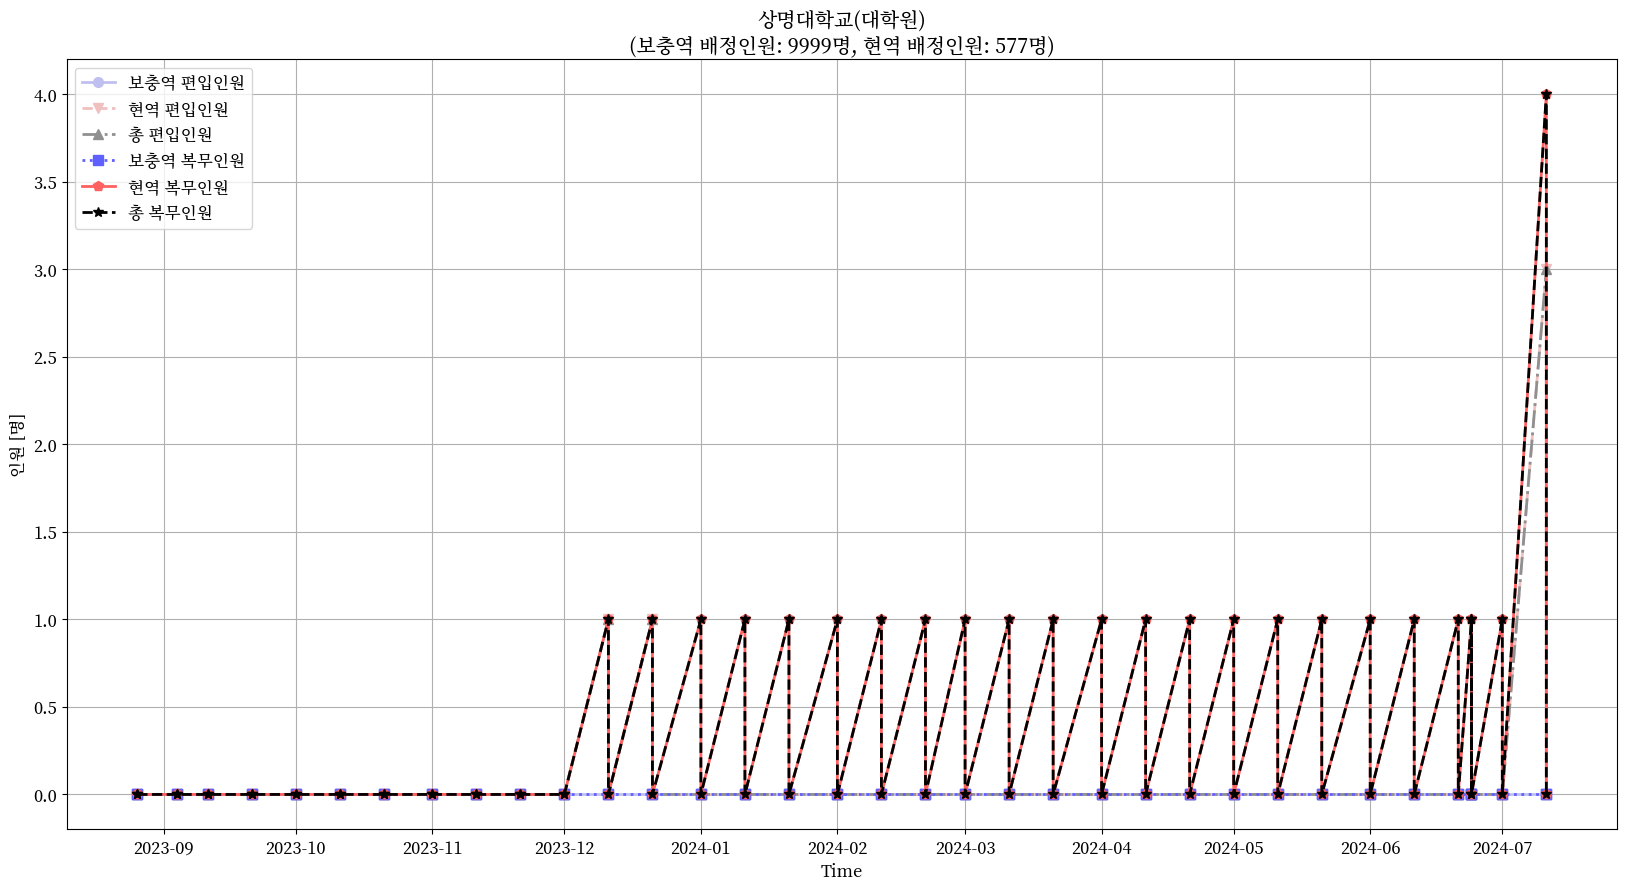 상명대학교(대학원)
(보충역 배정인원: 9999명, 현역 배정인원: 577명)
보충역 편입인원
현역 편입인원
총 편입인원
보충역 복무인원
현역 복무인원
총 복무인원
4.0
3.5
3.0
2.5
2.0
1.5
1.0
0.5
0.0
인원 [명]
2023-09 2023-10 2023-11 2023-12 2024-01 2024-02 2024-03 2024-04 2024-05 2024-06 2024-07
Time